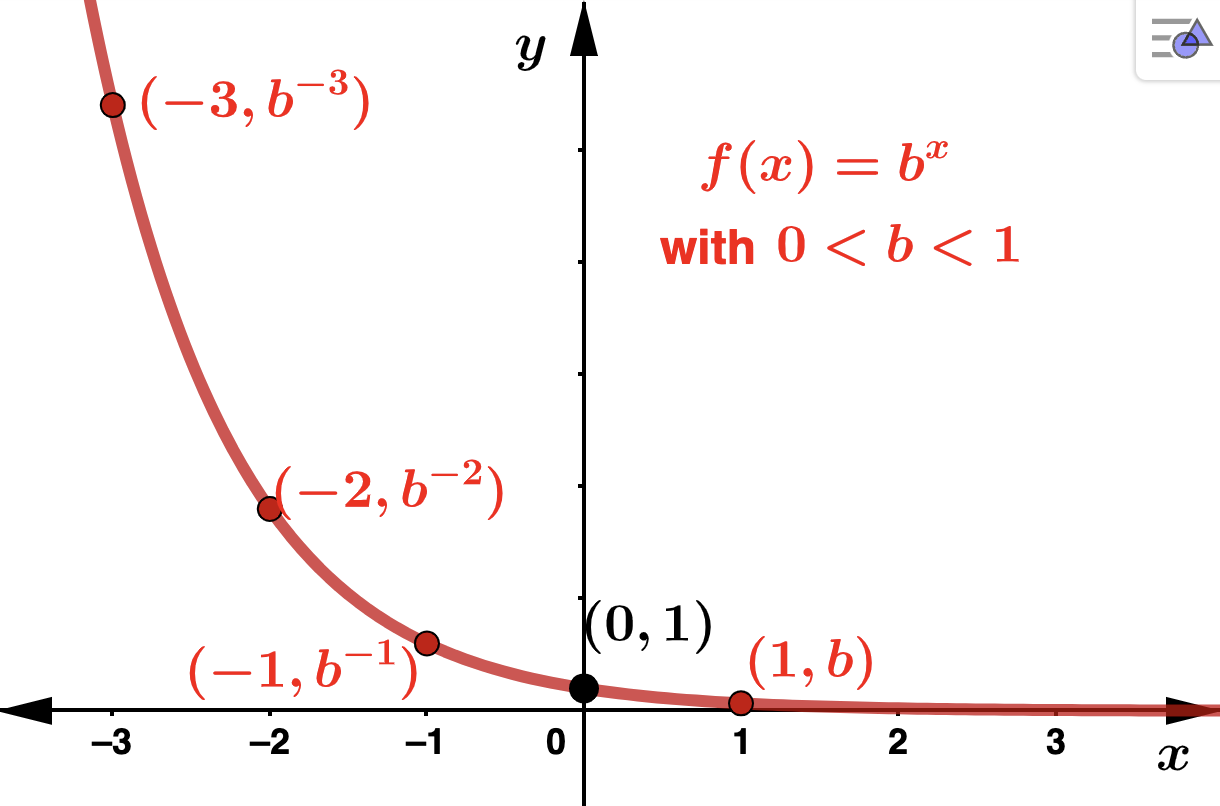 y
(−3, b⁻³)
f(x) = bˣ
with 0 < b < 1
(−2, b⁻²)
(0, 1)
(−1, b⁻¹)
(1, b)
–3 –2 –1 0 1 2 3
x